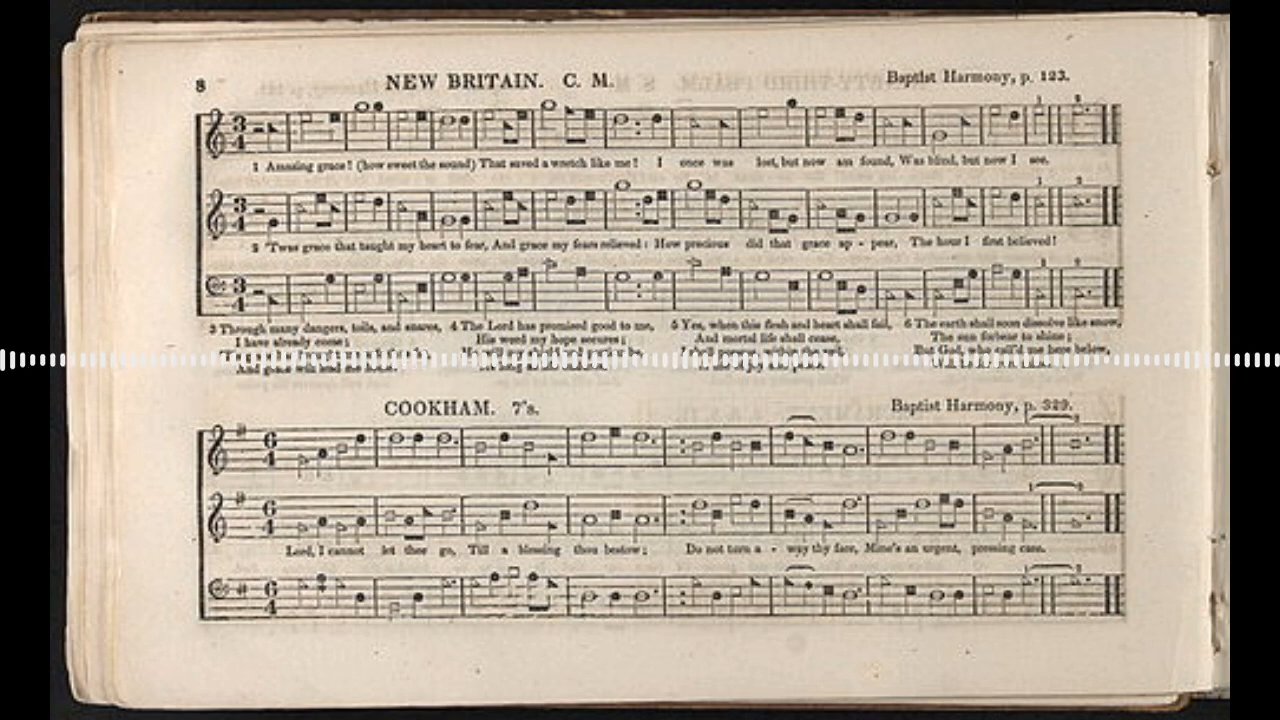 8 NEW BRITAIN. C. M. Baptist Harmony, p. 123.
1 Amazing grace! (how sweet the sound) That saved a wretch like me! I once was lost, but now am found, Was blind, but now I see.
2 'Twas grace that taught my heart to fear, And grace my fears relieved: How precious did that grace ap - pear, The hour I first believed!
3 Through many dangers, toils, and snares, 4 The Lord has promised good to me, 5 Yes, when this flesh and heart shall fail, 6 The earth shall soon dissolve like snow,
I have already come; His word my hope secures; And mortal life shall cease, The sun forbear to shine;
And grace will lead me home.
COOKHAM. 7's. Baptist Harmony, p. 329.
Lord, I cannot let thee go, Till a blessing thou bestow; Do not turn a - way thy face, Mine's an urgent, pressing case.